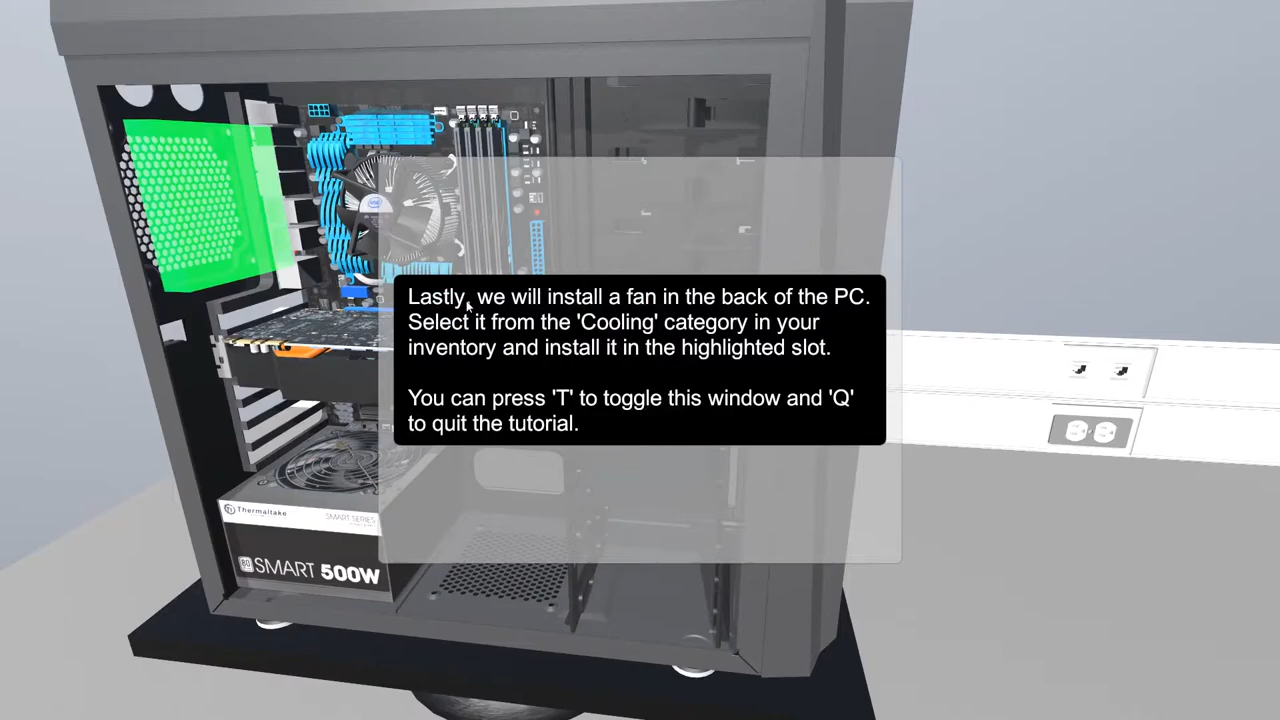 Lastly, we will install a fan in the back of the PC.
Select it from the 'Cooling' category in your
inventory and install it in the highlighted slot.
You can press 'T' to toggle this window and 'Q'
to quit the tutorial.
Thermaltake
SMART SERIES
80 SMART 500W
intel